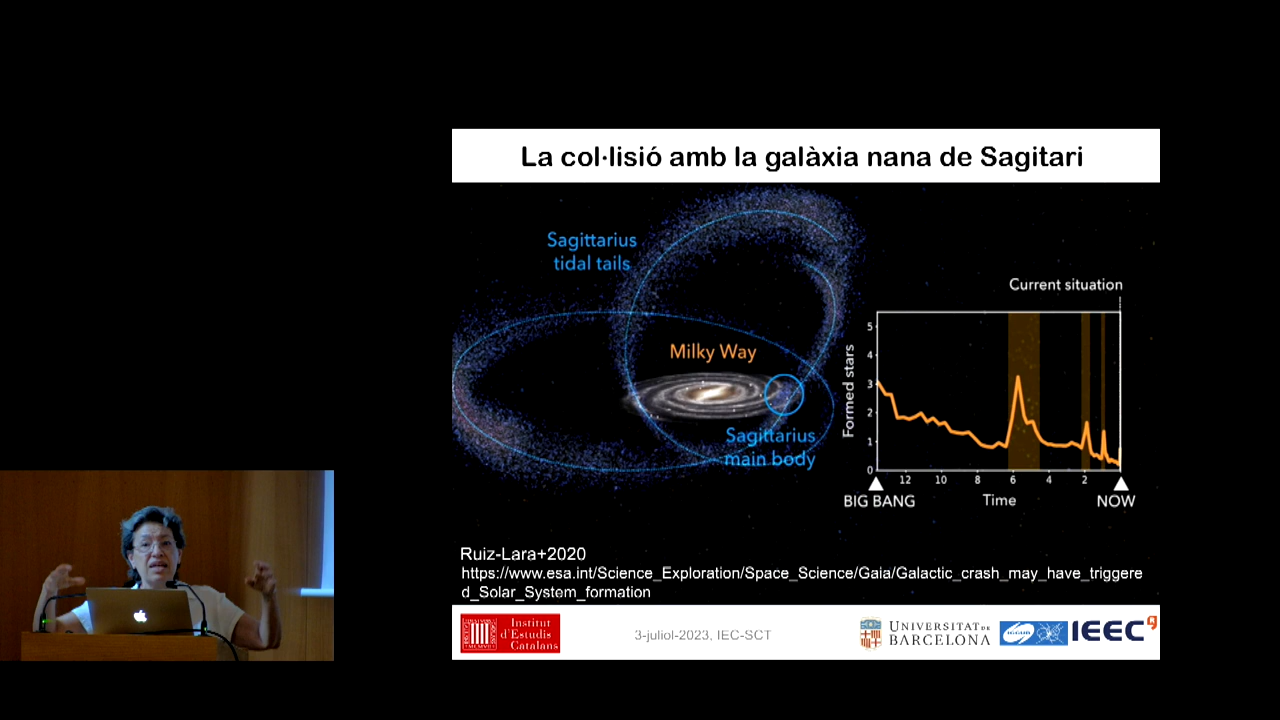 La col·lisió amb la galàxia nana de Sagitari
Sagittarius
tidal tails
Milky Way
Sagittarius
main body
Current situation
Formed stars
5
4
3
2
1
0
12 10 8 6 4 2
BIG BANG Time NOW
Ruiz-Lara+2020
https://www.esa.int/Science_Exploration/Space_Science/Gaia/Galactic_crash_may_have_triggere
d_Solar_System_formation
Institut
d'Estudis
Catalans
3-juliol-2023, IEC-SCT
UNIVERSITAT DE
BARCELONA
ICCUB
IEEC